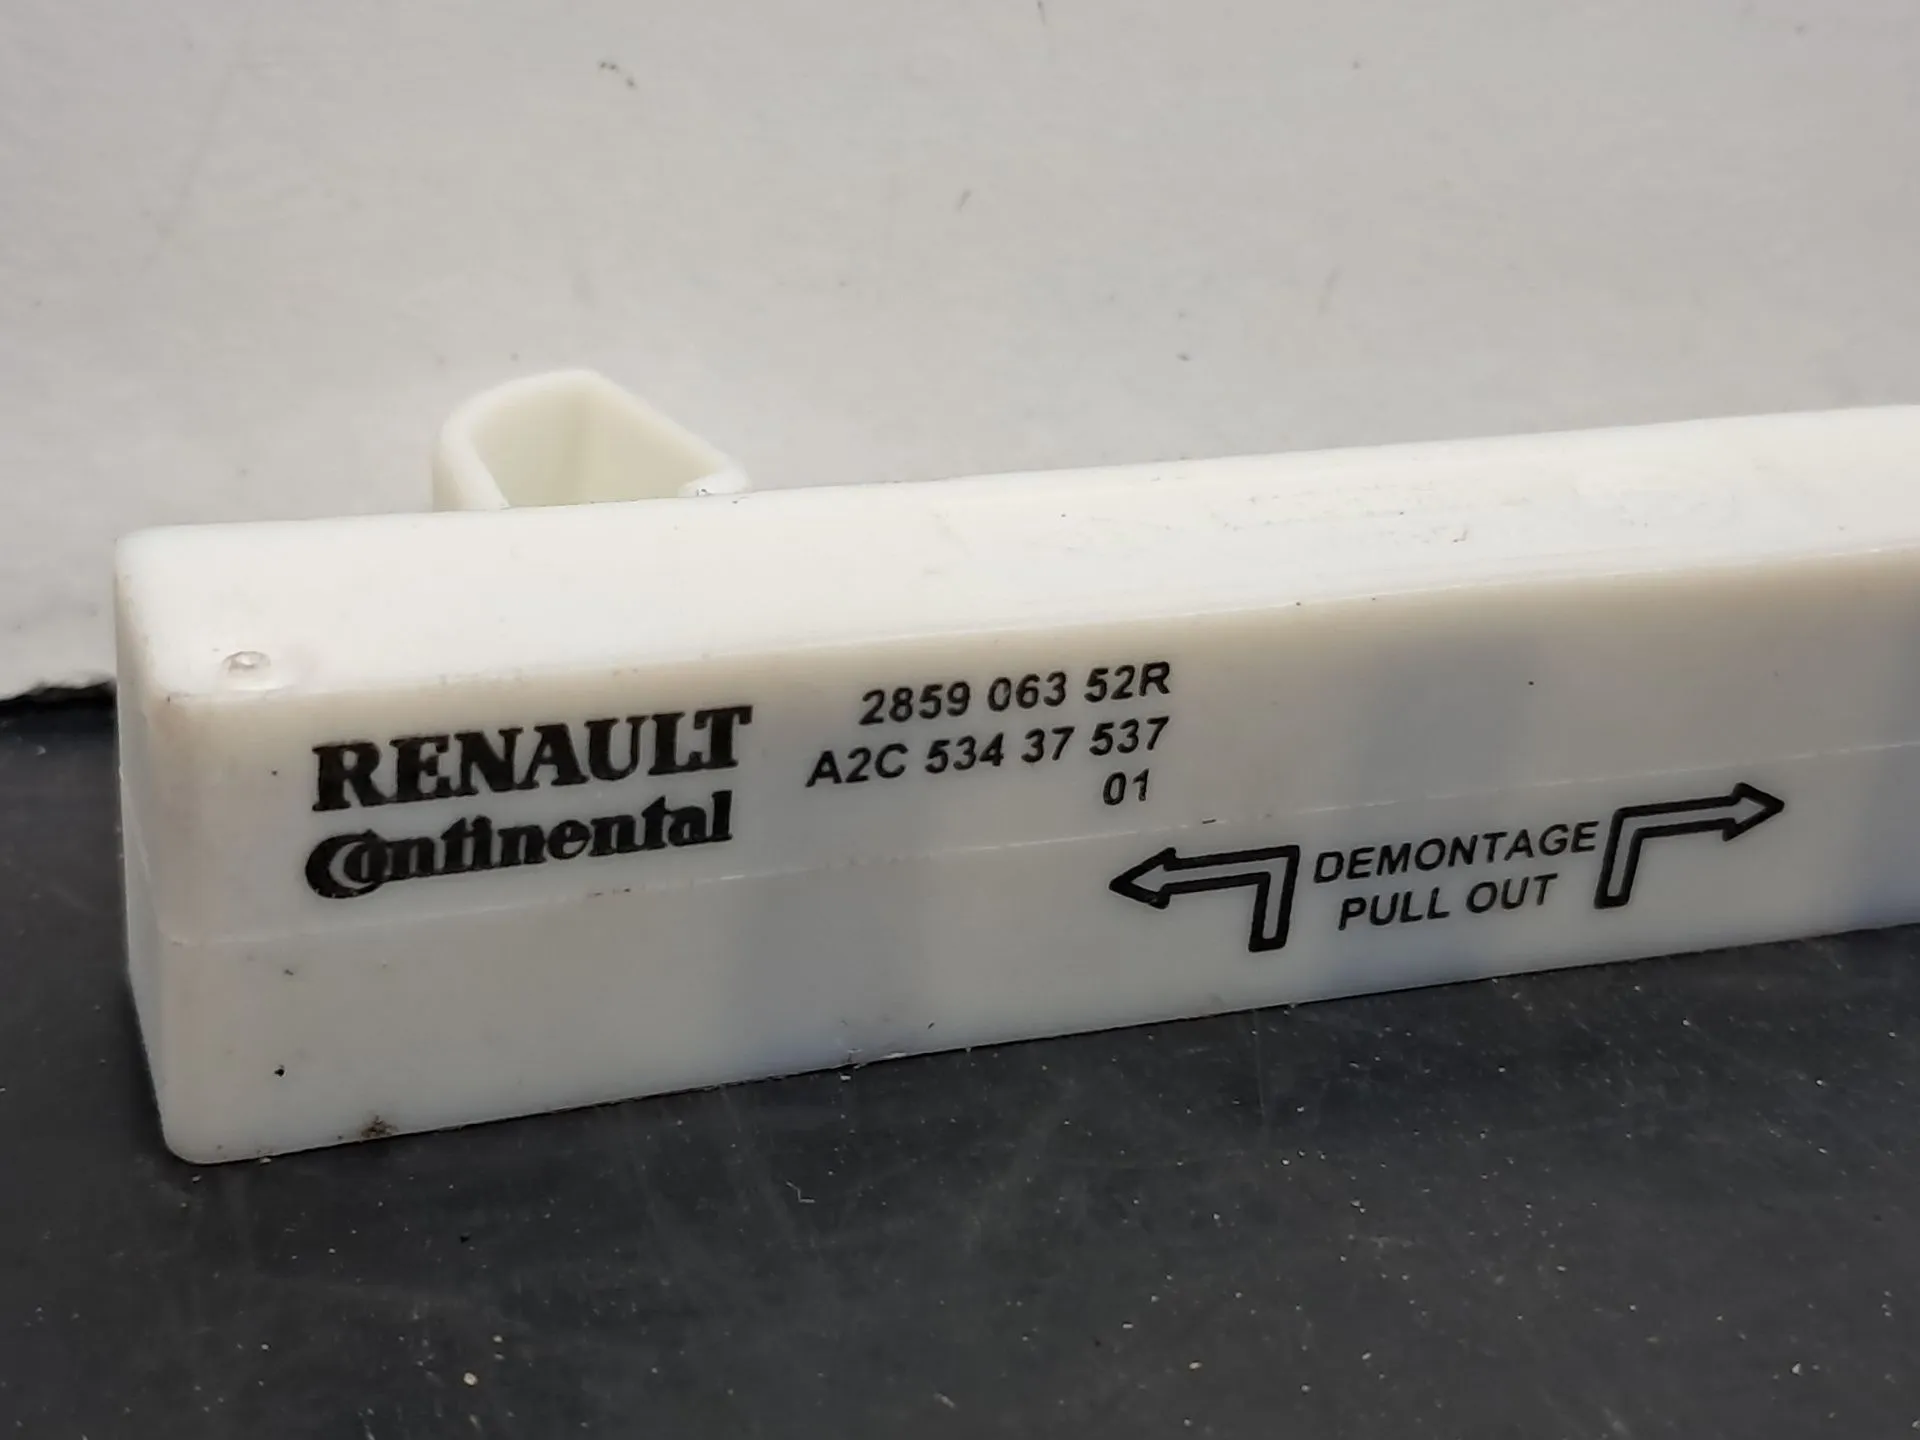 RENAULT
Continental
2859 063 52R
A2C 534 37 537
01
DEMONTAGE
PULL OUT